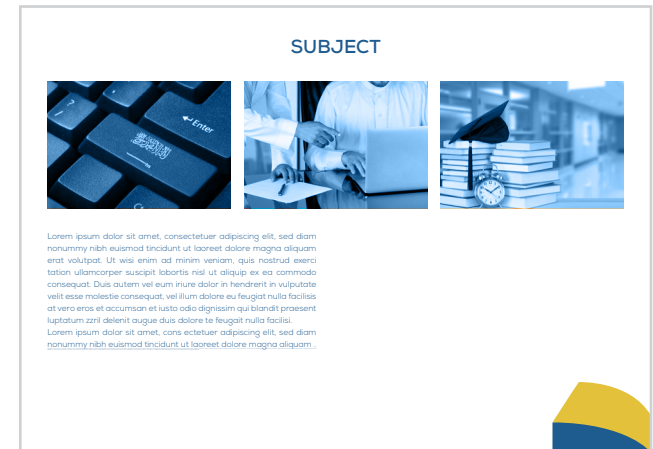 SUBJECT
Enter
Lorem ipsum dolor sit amet, consectetuer adipiscing elit, sed diam
nonummy nibh euismod tincidunt ut laoreet dolore magna aliquam
erat volutpat. Ut wisi enim ad minim veniam, quis nostrud exerci
tation ullamcorper suscipit lobortis nisl ut aliquip ex ea commodo
consequat. Duis autem vel eum iriure dolor in hendrerit in vulputate
velit esse molestie consequat, vel illum dolore eu feugiat nulla facilisis
at vero eros et accumsan et iusto odio dignissim qui blandit praesent
luptatum zzril delenit augue duis dolore te feugait nulla facilisi.
Lorem ipsum dolor sit amet, cons ectetuer adipiscing elit, sed diam
nonummy nibh euismod tincidunt ut laoreet dolore magna aliquam .